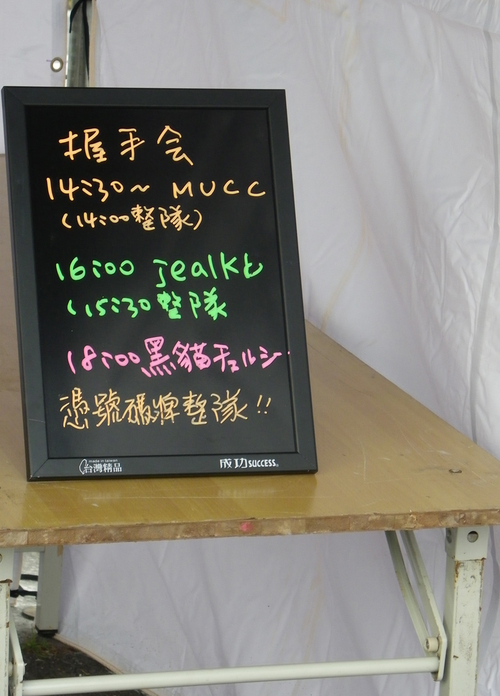 握手会
14:30~ MUCC
(14:00整隊)
16:00 jealkb
(15:30整隊
18:00黒猫チェルシー
憑號碼牌整隊!!
台灣精品
成功SUCCESS®